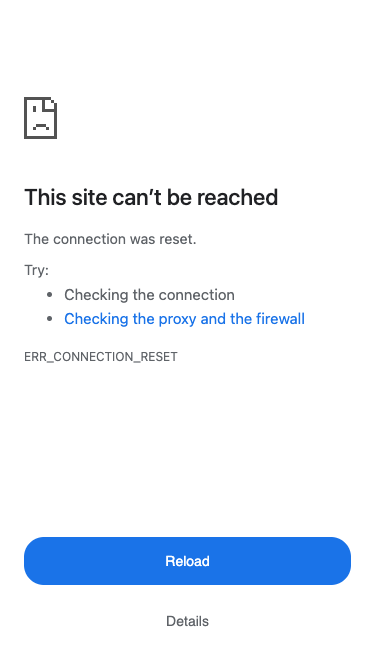 This site can’t be reached
The connection was reset.
Try:
• Checking the connection
• Checking the proxy and the firewall
ERR_CONNECTION_RESET
Reload
Details